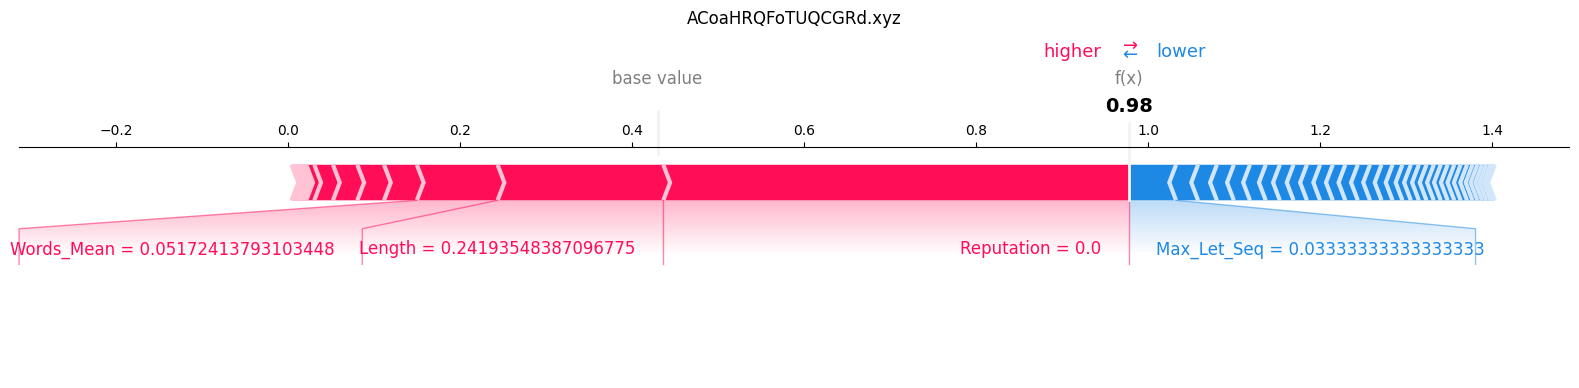 ACoaHRQFoTUQCGRd.xyz
higher ⇄ lower
base value f(x)
0.98
−0.2 0.0 0.2 0.4 0.6 0.8 1.0 1.2 1.4
Words_Mean = 0.05172413793103448 Length = 0.24193548387096775 Reputation = 0.0 Max_Let_Seq = 0.03333333333333333